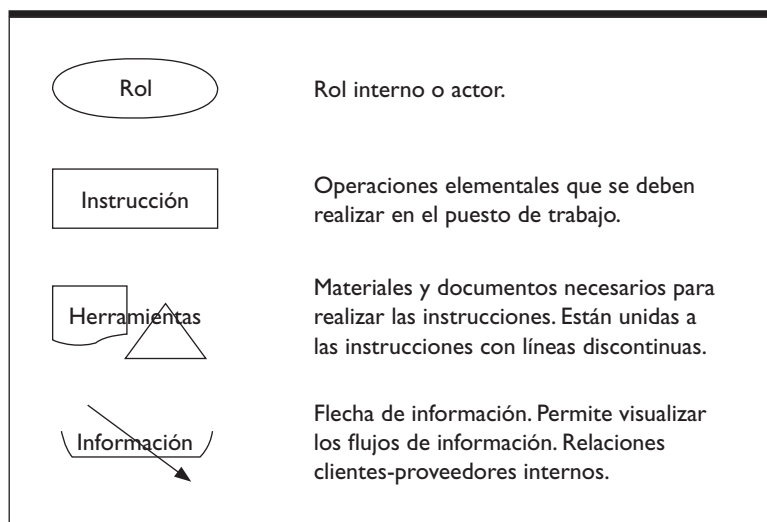 Rol
Rol interno o actor.
Instrucción
Operaciones elementales que se deben
realizar en el puesto de trabajo.
Herramientas
Materiales y documentos necesarios para
realizar las instrucciones. Están unidas a
las instrucciones con líneas discontinuas.
Información
Flecha de información. Permite visualizar
los flujos de información. Relaciones
clientes-proveedores internos.